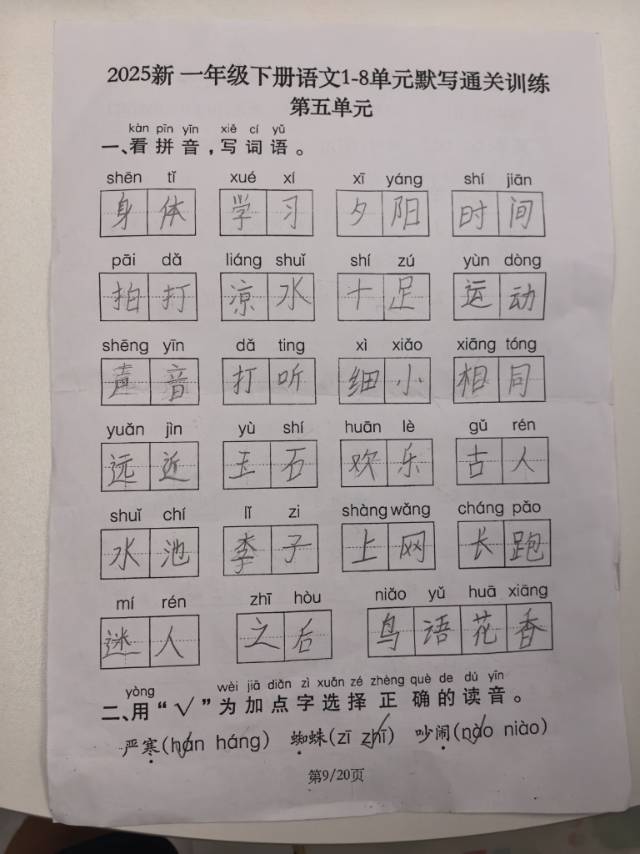 2025新 一年级下册语文1-8单元默写通关训练
第五单元
kàn pīn yīn xiě cí yǔ
一、看拼音，写词语。
shēn tǐ xué xí xī yáng shí jiān
身体 学习 夕阳 时间
pāi dǎ liáng shuǐ shí zú yùn dòng
拍打 凉水 十足 运动
shēng yīn dǎ ting xì xiǎo xiāng tóng
声音 打听 细小 相同
yuǎn jìn yù shí huān lè gǔ rén
远近 玉石 欢乐 古人
shuǐ chí lǐ zi shàng wǎng cháng pǎo
水池 李子 上网 长跑
mí rén zhī hòu niǎo yǔ huā xiāng
迷人 之后 鸟语花香
yòng wèi jiā diǎn zì xuǎn zé zhèng què de dú yīn
二、用“√”为加点字选择正确的读音。
严寒(hán háng) 蜘蛛(zī zhī) 吵闹(nào niào)
第9/20页